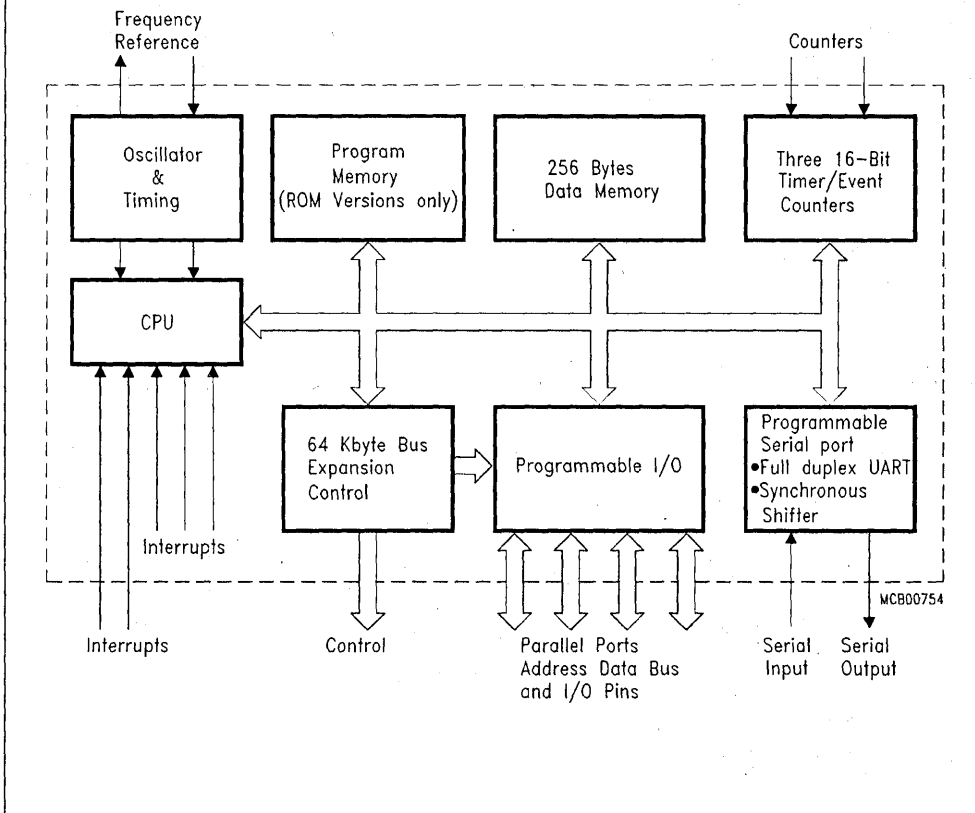 Frequency
Reference
Counters
Oscillator
&
Timing
Program
Memory
(ROM Versions only)
256 Bytes
Data Memory
Three 16-Bit
Timer/Event
Counters
CPU
64 Kbyte Bus
Expansion
Control
Programmable I/O
Programmable
Serial port
•Full duplex UART
•Synchronous
Shifter
Interrupts
MCB00754
Interrupts
Control
Parallel Ports
Address Data Bus
and I/O Pins
Serial
Input
Serial
Output